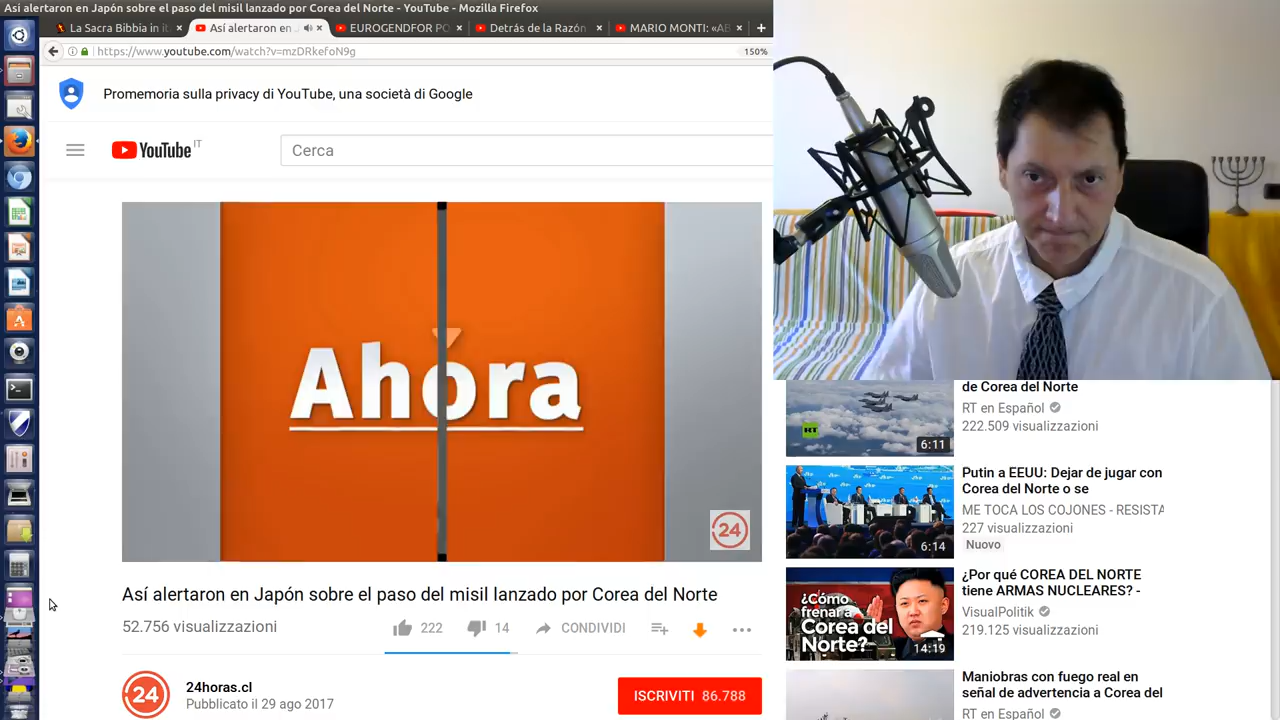 Así alertaron en Japón sobre el paso del misil lanzado por Corea del Norte - YouTube - Mozilla Firefox
La Sacra Bibbia in it
Así alertaron en J
EUROGENDFOR PO
Detrás de la Razón
MARIO MONTI: «AB
https://www.youtube.com/watch?v=mzDRkefoN9g
150%
Promemoria sulla privacy di YouTube, una società di Google
YouTube IT
Cerca
Ahora
24
Así alertaron en Japón sobre el paso del misil lanzado por Corea del Norte
52.756 visualizzazioni
222
14
CONDIVIDI
24
24horas.cl
Pubblicato il 29 ago 2017
ISCRIVITI 86.788
de Corea del Norte
RT en Español
222.509 visualizzazioni
RT
6:11
Putin a EEUU: Dejar de jugar con
Corea del Norte o se
ME TOCA LOS COJONES - RESISTA
227 visualizzazioni
Nuovo
6:14
¿Por qué COREA DEL NORTE
tiene ARMAS NUCLEARES? -
VisualPolitik
219.125 visualizzazioni
¿Cómo
frenar a
Corea del
Norte?
14:19
Maniobras con fuego real en
señal de advertencia a Corea del
RT en Español